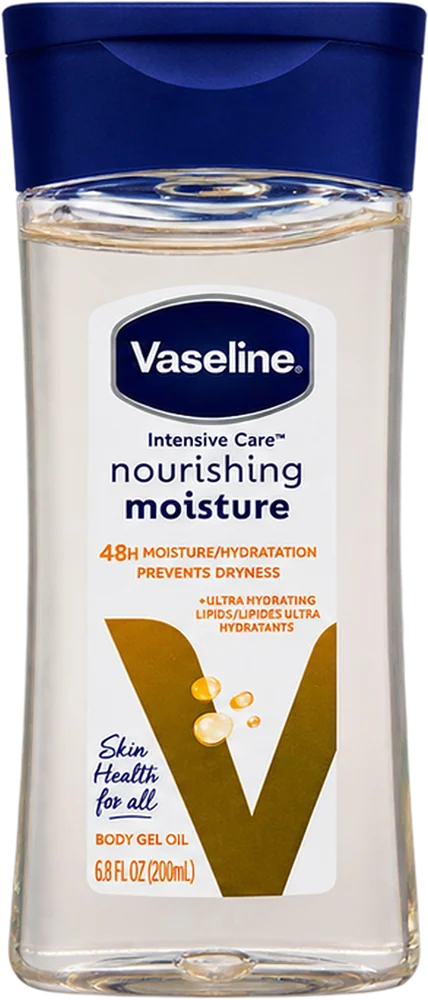 Vaseline®
Intensive Care™
nourishing
moisture
48H MOISTURE/HYDRATATION
PREVENTS DRYNESS
+ULTRA HYDRATING
LIPIDS/LIPIDES ULTRA
HYDRATANTS
Skin
Health
for all
BODY GEL OIL
6.8 FL OZ (200mL)